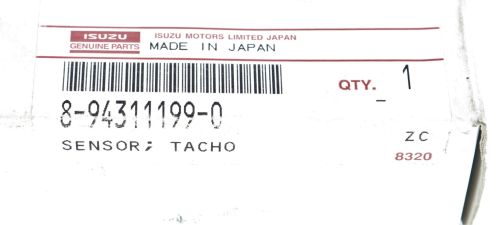 ISUZU
GENUINE PARTS
ISUZU MOTORS LIMITED JAPAN
MADE IN JAPAN
QTY. 1
8-94311199-0
SENSOR; TACHO
ZC
8320